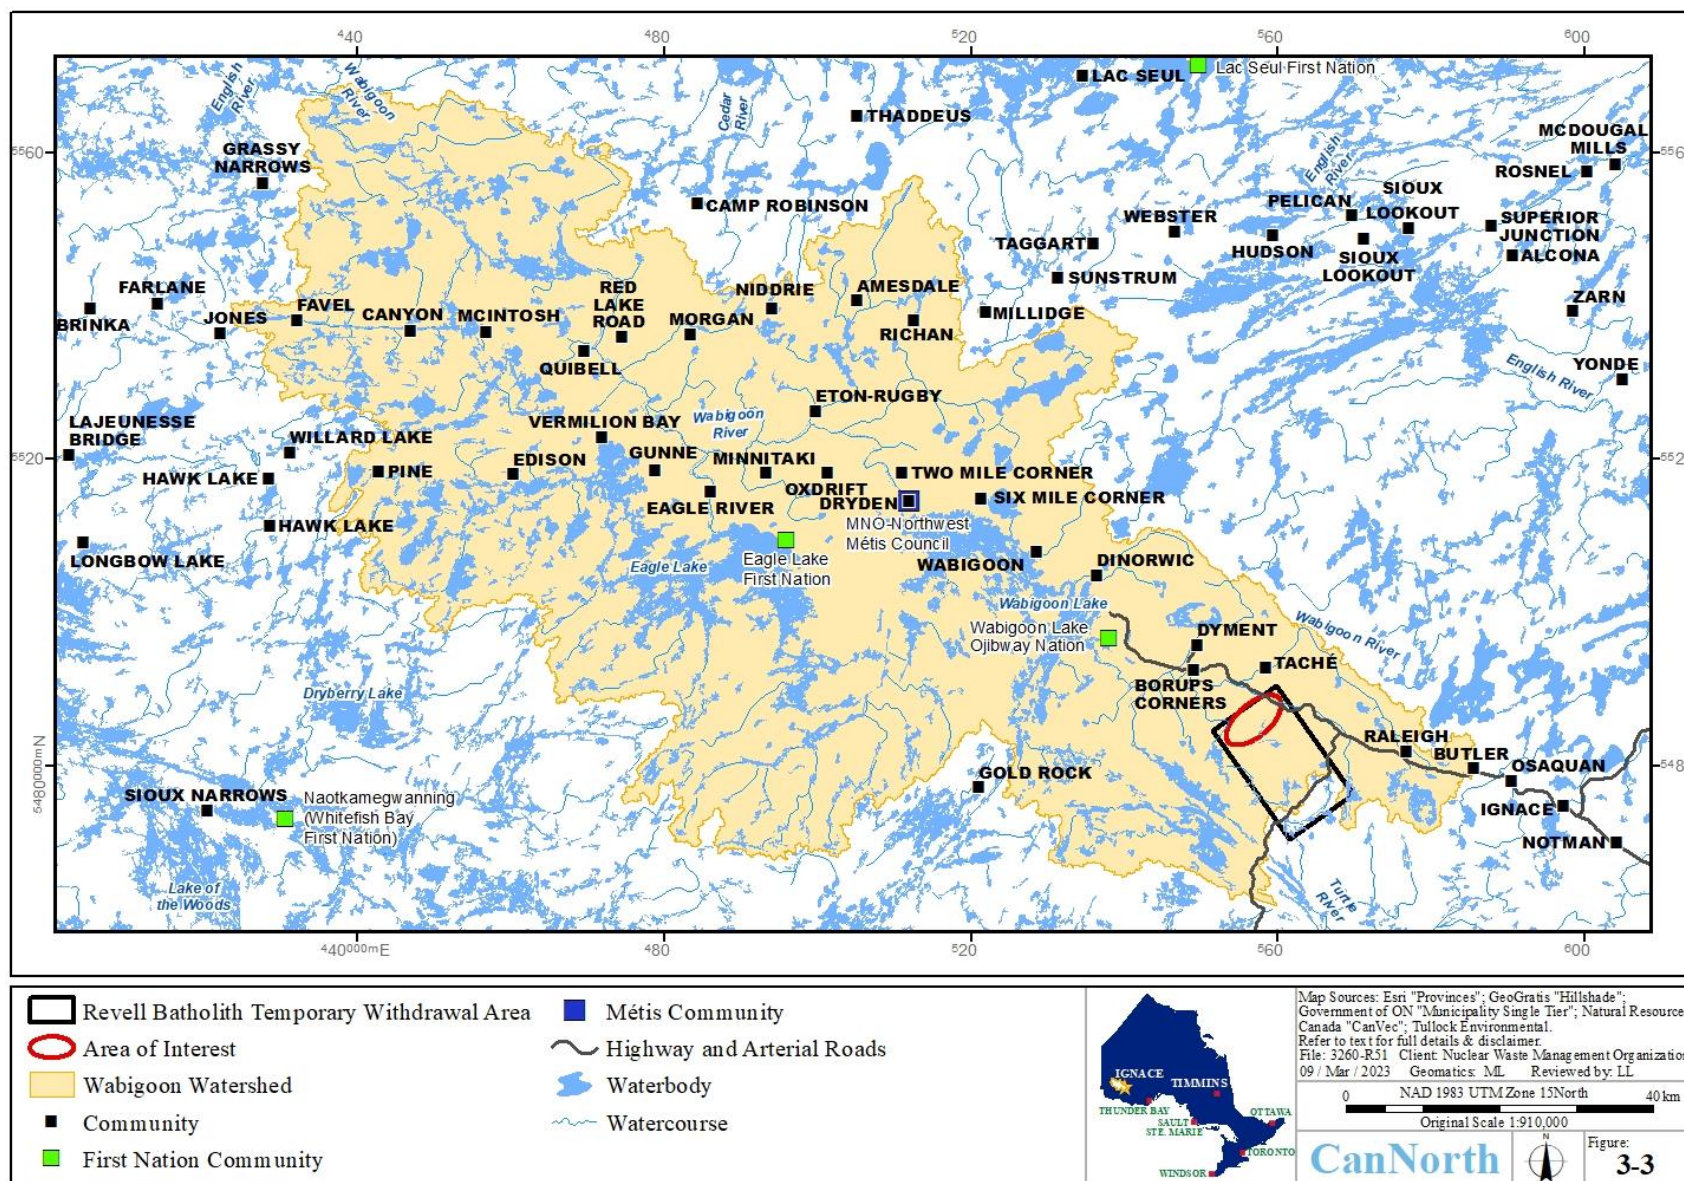 440
480
520
560
600
English
River
Wabigoon
River
Cedar
River
LAC SEUL
Lac Seul First Nation
THADDEUS
MCDOUGAL
MILLS
5560
GRASSY
NARROWS
English
River
ROSNEL
SIOUX
LOOKOUT
PELICAN
CAMP ROBINSON
WEBSTER
SUPERIOR
JUNCTION
TAGGART
HUDSON
SIOUX
LOOKOUT
ALCONA
SUNSTRUM
FARLANE
BRINKA
JONES
FAVEL
CANYON
MCINTOSH
RED
LAKE
ROAD
NIDDRIE
AMESDALE
MORGAN
RICHAN
MILLIDGE
ZARN
QUIBELL
YONDE
English River
ETON-RUGBY
LAJEUNESSE
BRIDGE
WILLARD LAKE
VERMILION BAY
Wabigoon
River
5520
HAWK LAKE
PINE
EDISON
GUNNE
MINNITAKI
TWO MILE CORNER
OXDRIFT
EAGLE RIVER
DRYDEN
SIX MILE CORNER
HAWK LAKE
MNO-Northwest
Métis Council
LONGBOW LAKE
Eagle Lake
Eagle Lake
First Nation
WABIGOON
DINORWIC
Wabigoon Lake
Wabigoon Lake
Ojibway Nation
DYMENT
Wabigoon River
TACHÉ
BORUPS
CORNERS
Dryberry Lake
RALEIGH
BUTLER
OSAQUAN
5480000mN
GOLD ROCK
SIOUX NARROWS
Naotkamegwanning
(Whitefish Bay
First Nation)
IGNACE
NOTMAN
Lake of
the Woods
Turtle
River
440000mE
480
520
560
600
Revell Batholith Temporary Withdrawal Area
Area of Interest
Wabigoon Watershed
Community
First Nation Community
Métis Community
Highway and Arterial Roads
Waterbody
Watercourse
IGNACE
TIMMINS
THUNDER BAY
SAULT
STE. MARIE
OTTAWA
TORONTO
WINDSOR
Map Sources: Esri "Provinces"; GeoGratis "Hillshade";
Government of ON "Municipality Single Tier"; Natural Resource
Canada "CanVec"; Tullock Environmental.
Refer to text for full details & disclaimer.
File: 3260-R51 Client: Nuclear Waste Management Organizatio
09 / Mar / 2023 Geomatics: ML Reviewed by: LL
NAD 1983 UTM Zone 15North
0 40 km
Original Scale 1:910,000
CanNorth
N
Figure:
3-3